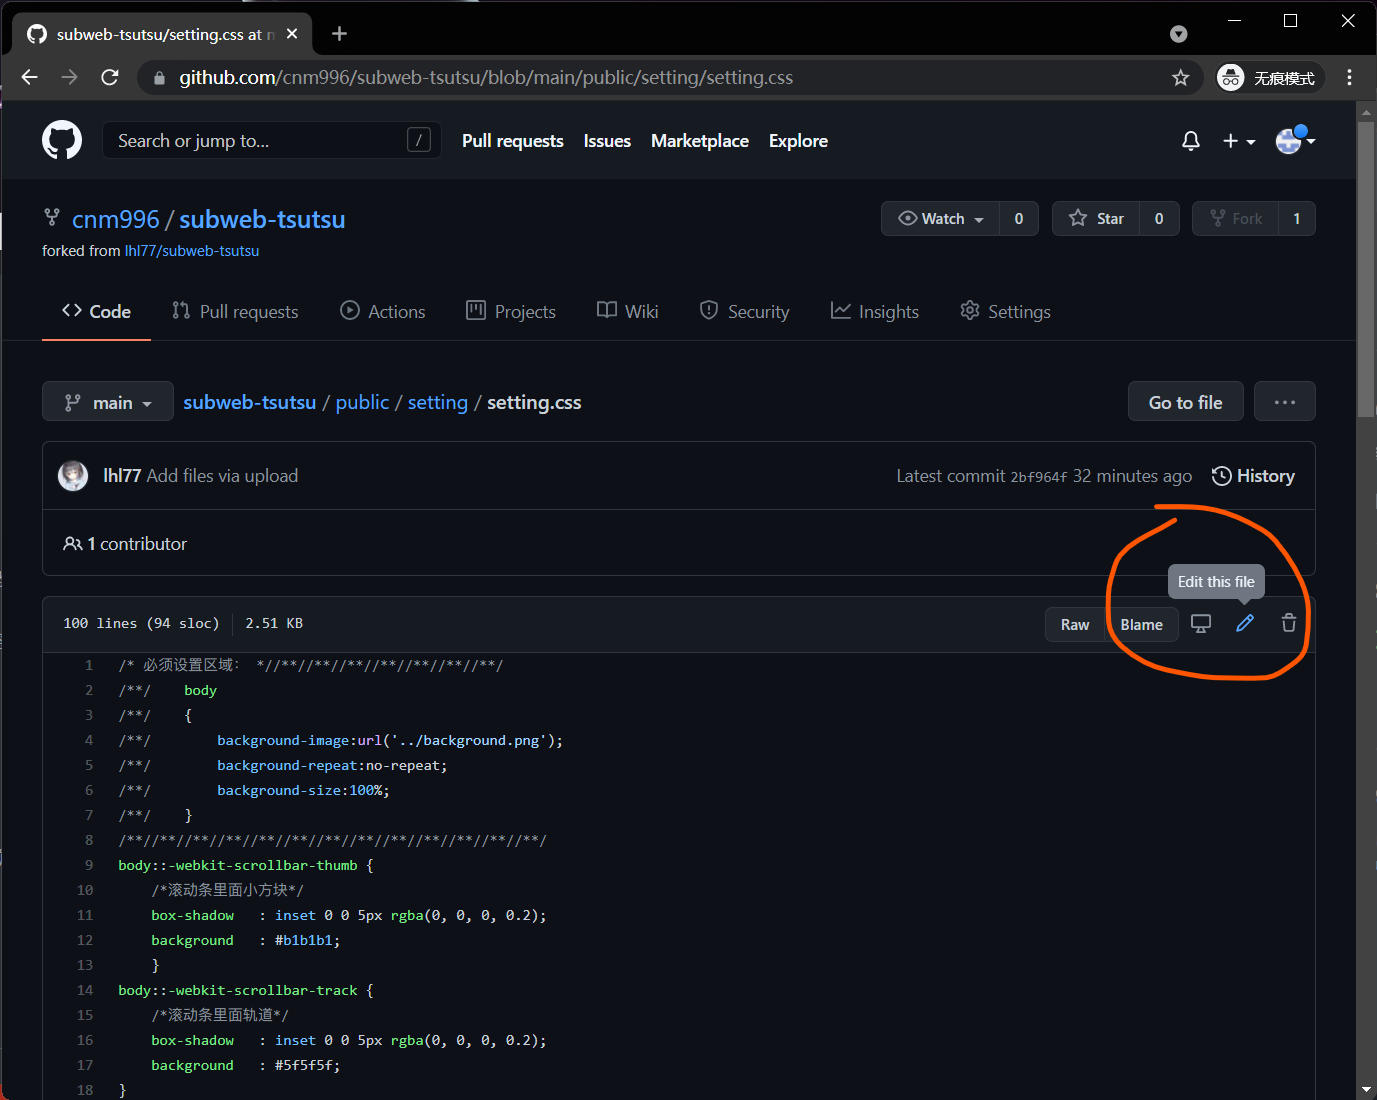 subweb-tsutsu/setting.css at
github.com/cnm996/subweb-tsutsu/blob/main/public/setting/setting.css
无痕模式
Search or jump to...
/
Pull requests
Issues
Marketplace
Explore
cnm996 / subweb-tsutsu
Watch 0
Star 0
Fork 1
forked from lhl77/subweb-tsutsu
Code
Pull requests
Actions
Projects
Wiki
Security
Insights
Settings
main
subweb-tsutsu / public / setting / setting.css
Go to file
lhl77 Add files via upload
Latest commit 2bf964f 32 minutes ago
History
1 contributor
Edit this file
100 lines (94 sloc)
2.51 KB
Raw
Blame
1 /* 必须设置区域： *//**//**//**//**//**//**//**/
2 /**/    body
3 /**/    {
4 /**/        background-image:url('../background.png');
5 /**/        background-repeat:no-repeat;
6 /**/        background-size:100%;
7 /**/    }
8 /**//**//**//**//**//**//**//**//**//**//**//**//**/
9 body::-webkit-scrollbar-thumb {
10     /*滚动条里面小方块*/
11     box-shadow   : inset 0 0 5px rgba(0, 0, 0, 0.2);
12     background   : #b1b1b1;
13     }
14 body::-webkit-scrollbar-track {
15     /*滚动条里面轨道*/
16     box-shadow   : inset 0 0 5px rgba(0, 0, 0, 0.2);
17     background   : #5f5f5f;
18 }